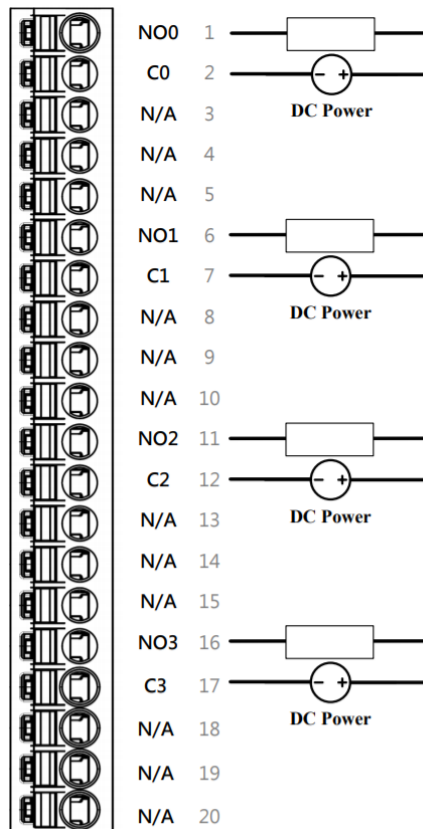 NO0 1
C0 2 - +
DC Power
N/A 3
N/A 4
N/A 5
NO1 6
C1 7 - +
DC Power
N/A 8
N/A 9
N/A 10
NO2 11
C2 12 - +
DC Power
N/A 13
N/A 14
N/A 15
NO3 16
C3 17 - +
DC Power
N/A 18
N/A 19
N/A 20